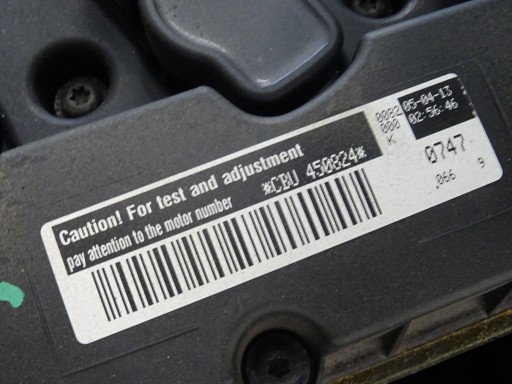 Caution! For test and adjustment
pay attention to the motor number
*CBU 450824*
0082
000
K
05-04-13
02:56:46
0747
066 9